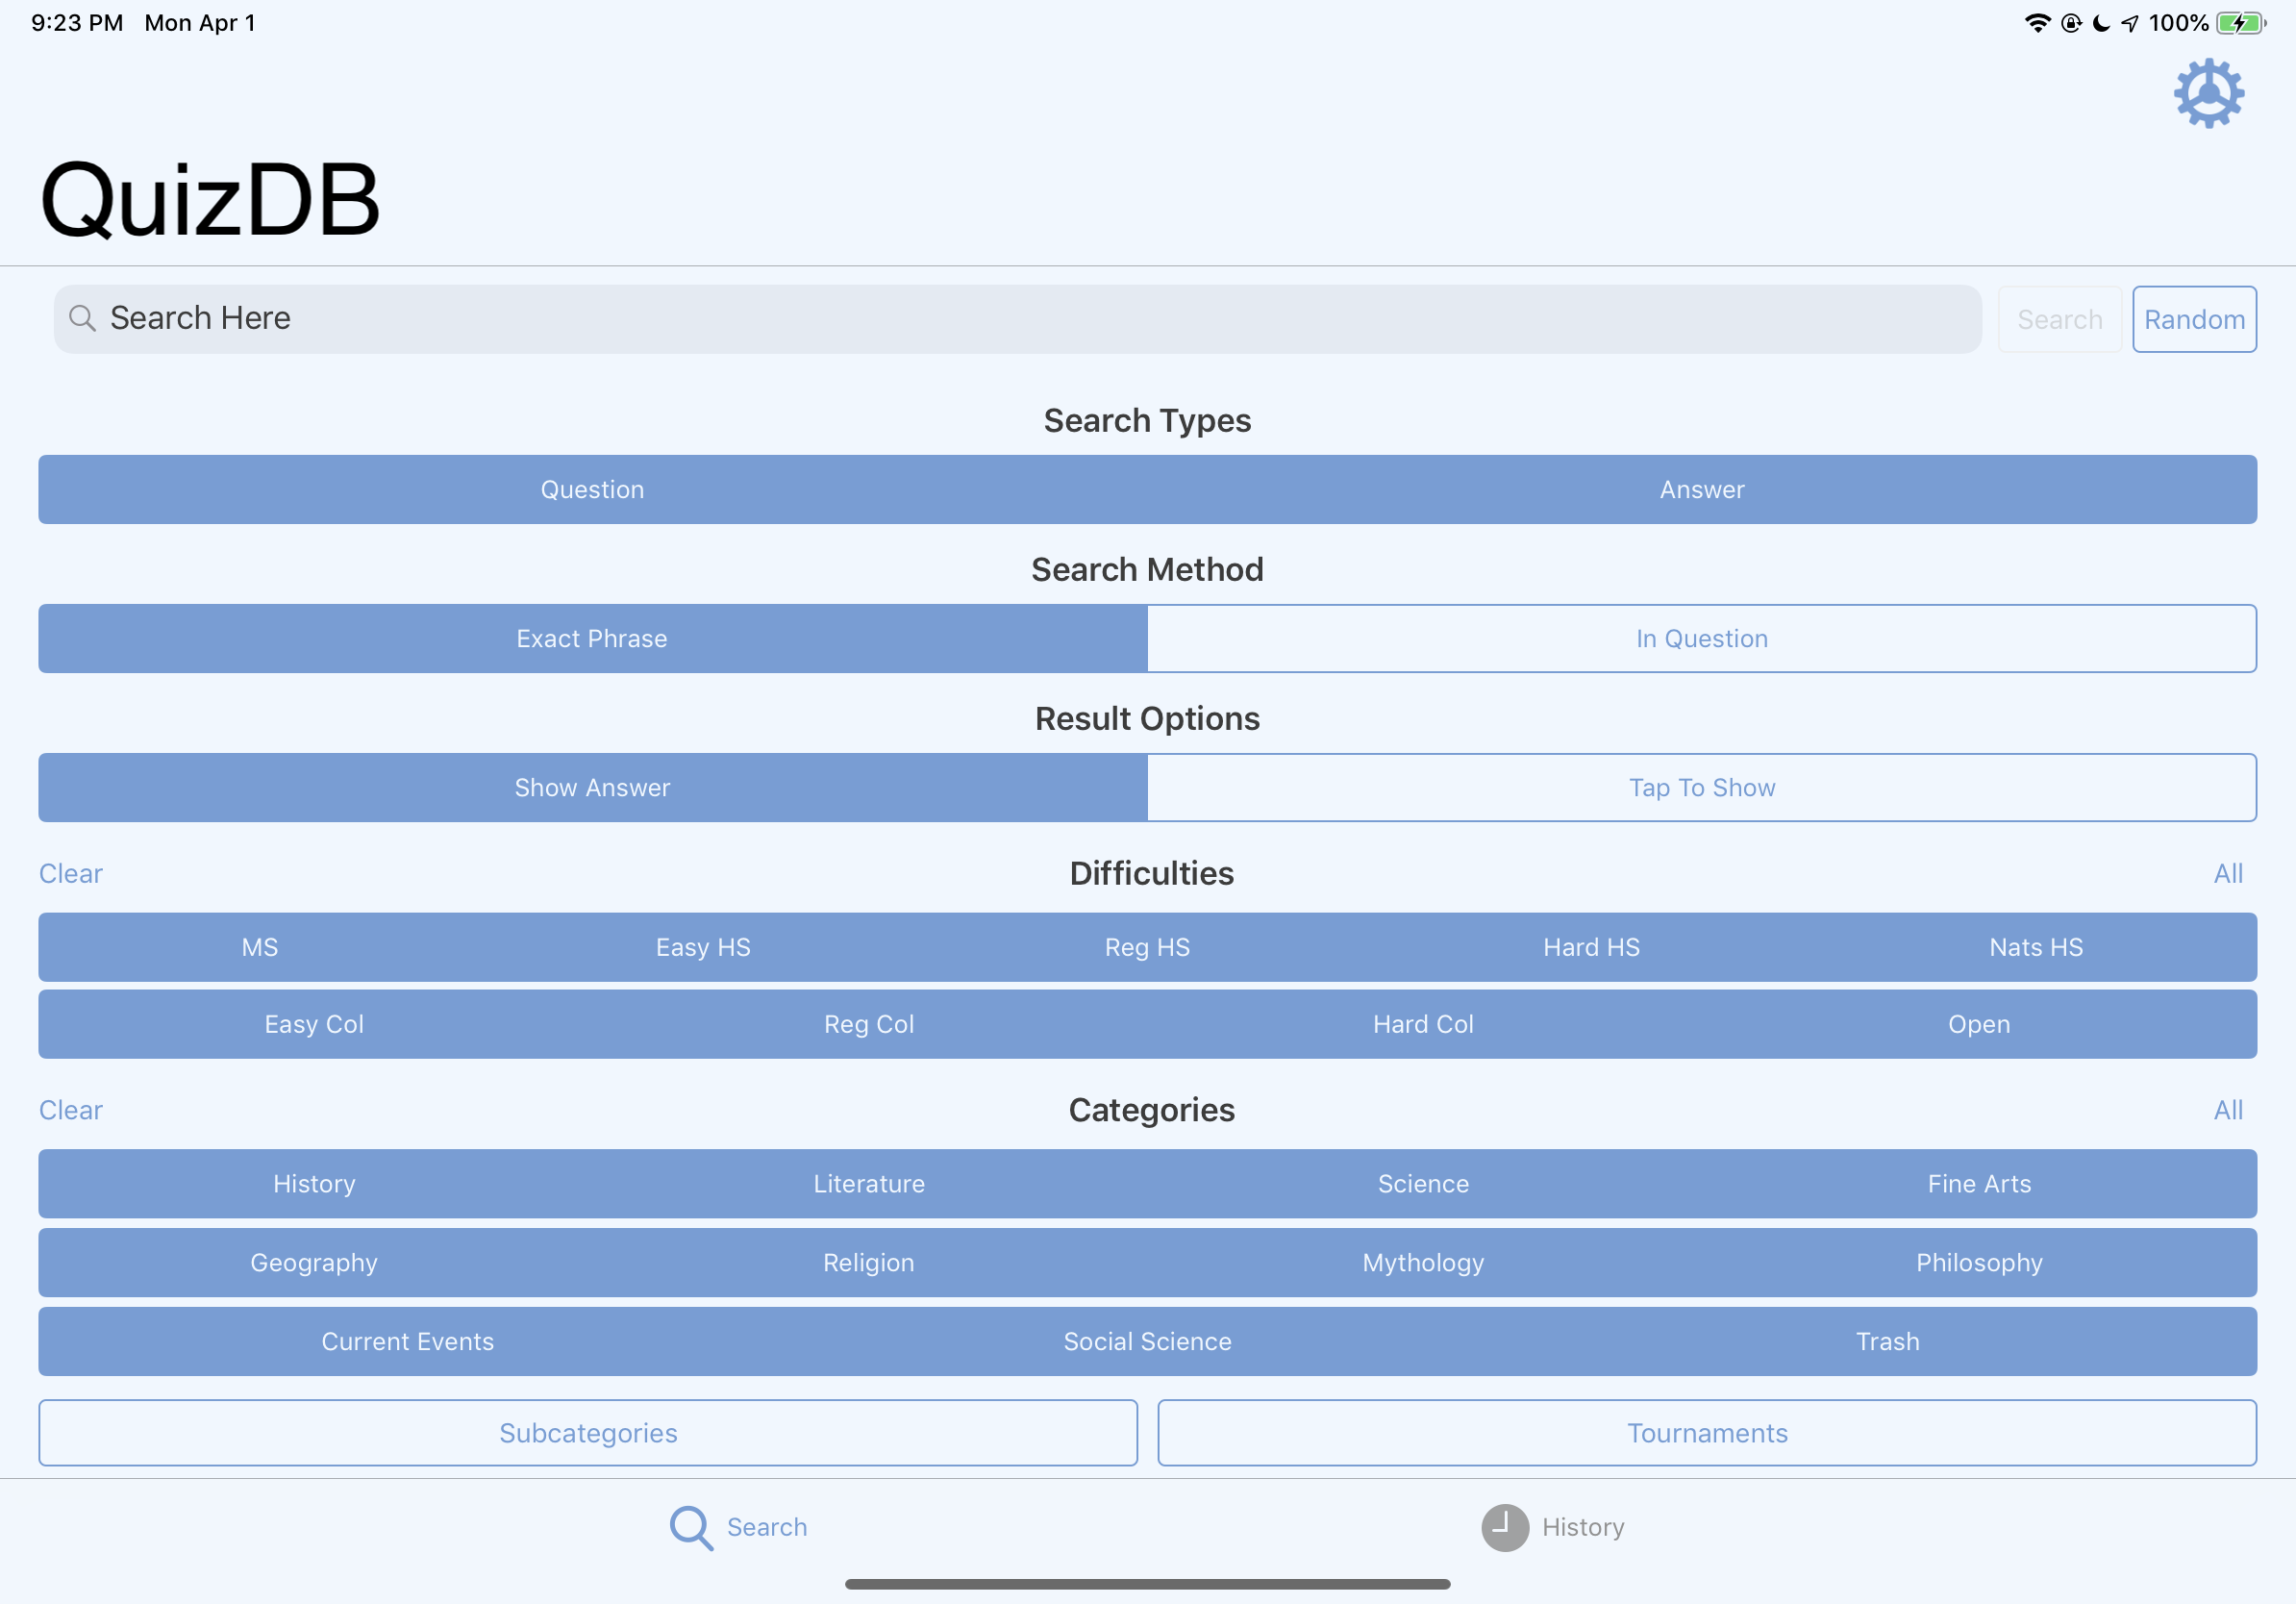 9:23 PM Mon Apr 1 100%
QuizDB
Search Here Search Random
Search Types
Question Answer
Search Method
Exact Phrase In Question
Result Options
Show Answer Tap To Show
Clear Difficulties All
MS Easy HS Reg HS Hard HS Nats HS
Easy Col Reg Col Hard Col Open
Clear Categories All
History Literature Science Fine Arts
Geography Religion Mythology Philosophy
Current Events Social Science Trash
Subcategories Tournaments
Search History